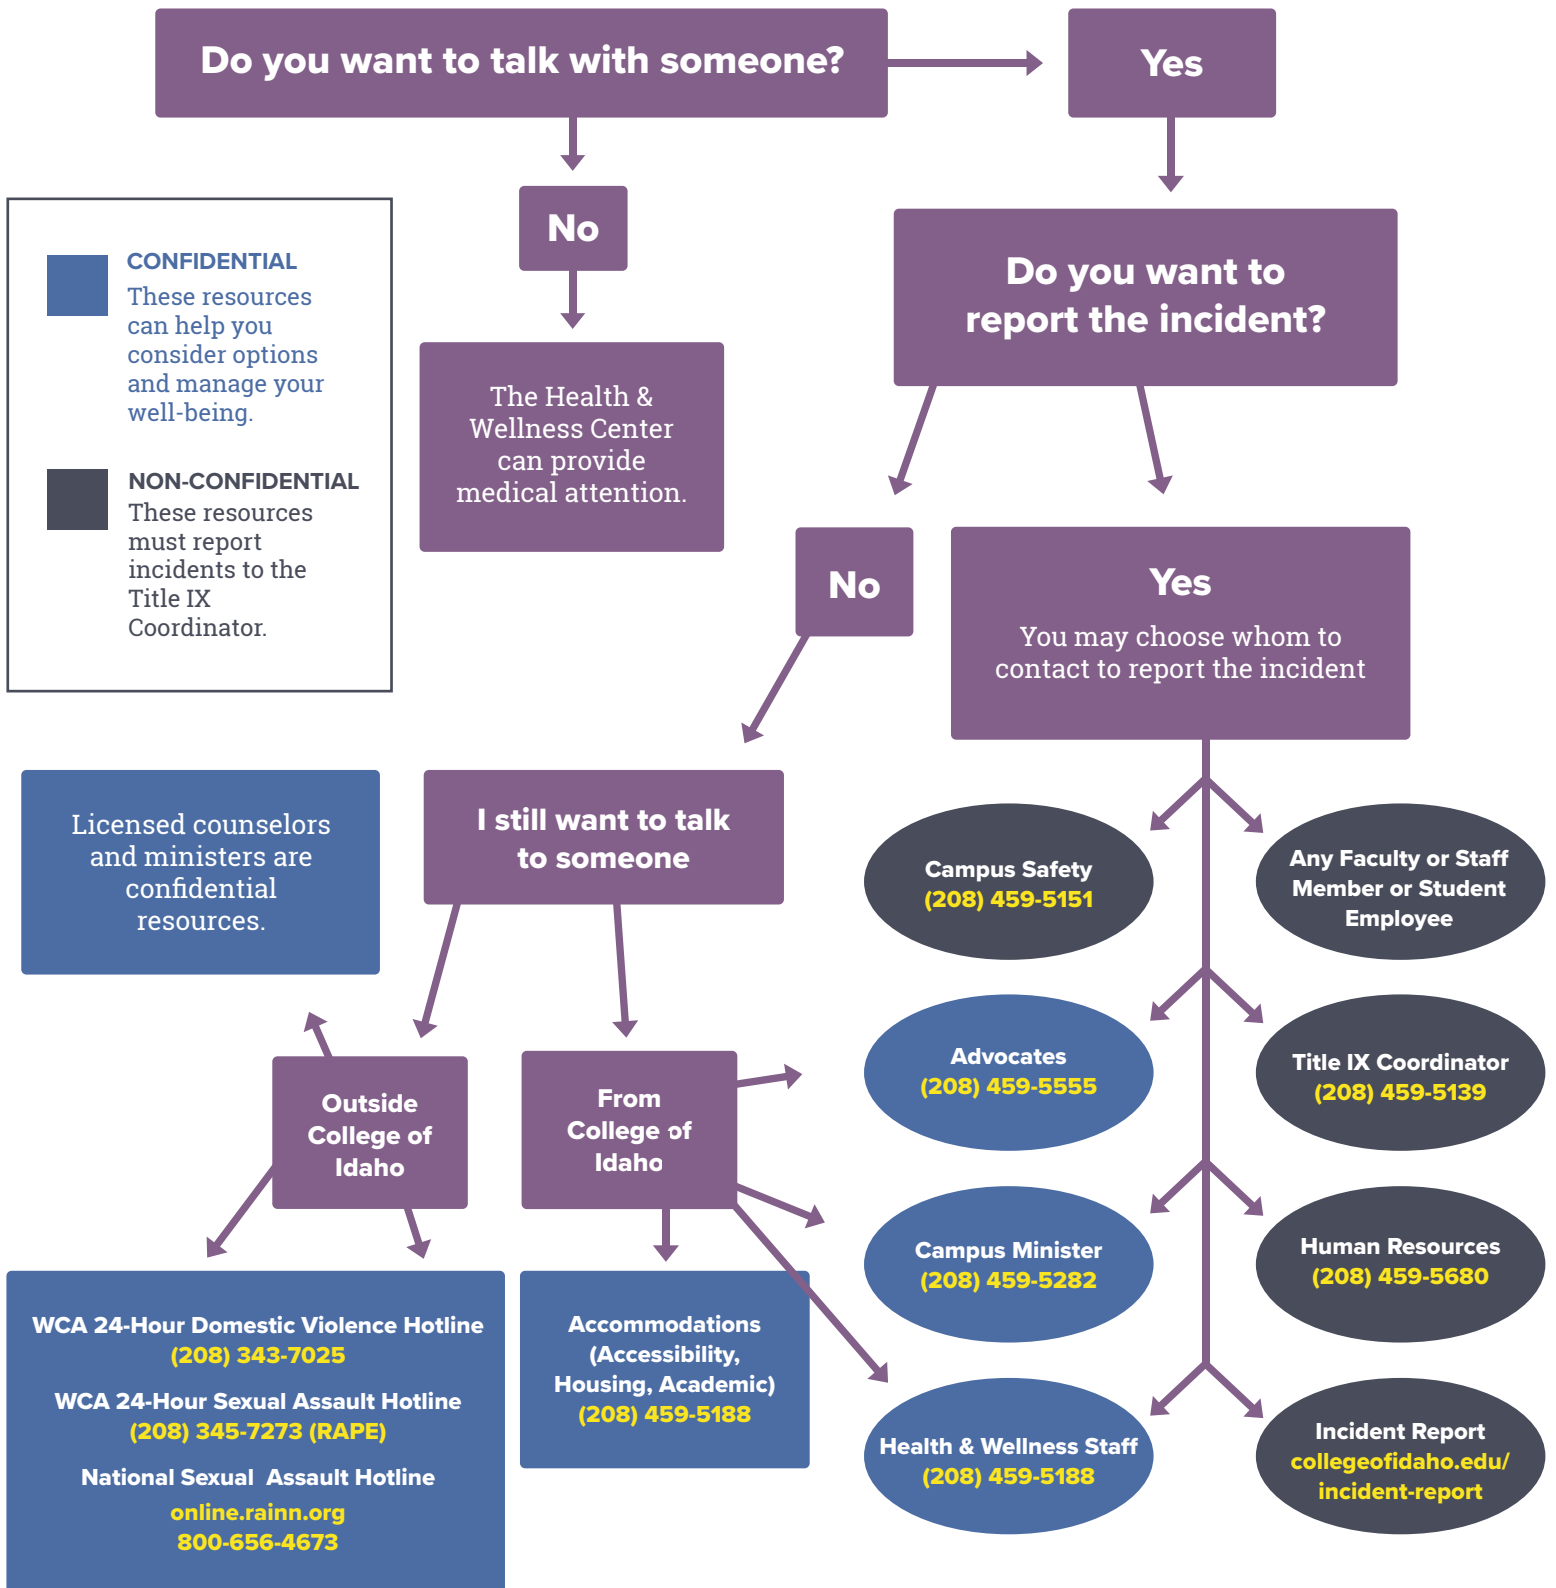 Do you want to talk with someone?
Yes
No
CONFIDENTIAL
These resources
can help you
consider options
and manage your
well-being.
NON-CONFIDENTIAL
These resources
must report
incidents to the
Title IX
Coordinator.
The Health &
Wellness Center
can provide
medical attention.
Do you want to
report the incident?
No
Yes
You may choose whom to
contact to report the incident
Licensed counselors
and ministers are
confidential
resources.
I still want to talk
to someone
Outside
College of
Idaho
From
College of
Idaho
WCA 24-Hour Domestic Violence Hotline
(208) 343-7025
WCA 24-Hour Sexual Assault Hotline
(208) 345-7273 (RAPE)
National Sexual Assault Hotline
online.rainn.org
800-656-4673
Accommodations
(Accessibility,
Housing, Academic)
(208) 459-5188
Campus Safety
(208) 459-5151
Any Faculty or Staff
Member or Student
Employee
Advocates
(208) 459-5555
Title IX Coordinator
(208) 459-5139
Campus Minister
(208) 459-5282
Human Resources
(208) 459-5680
Health & Wellness Staff
(208) 459-5188
Incident Report
collegeofidaho.edu/
incident-report